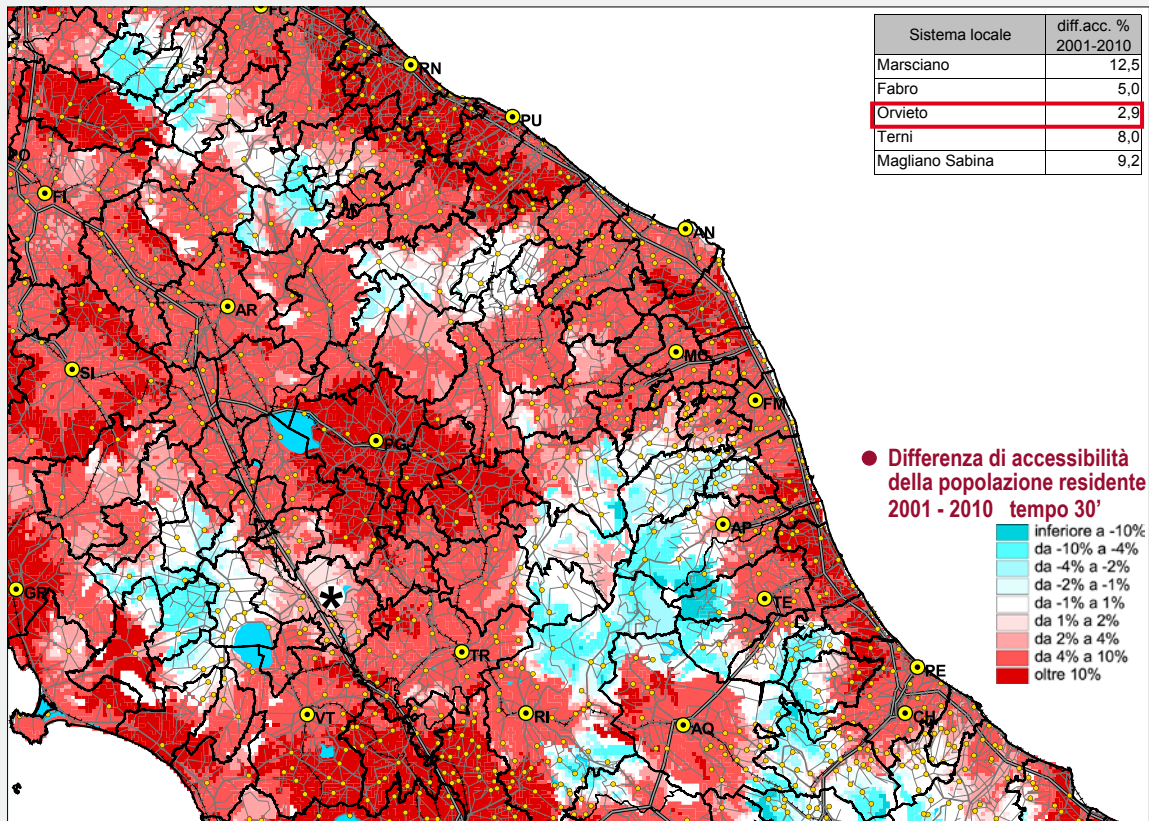 FC
RN
PU
Sistema locale
diff.acc. %
2001-2010
Marsciano 12,5
Fabro 5,0
Orvieto 2,9
Terni 8,0
Magliano Sabina 9,2
FI
AN
AR
MC
SI
FM
PG
● Differenza di accessibilità
della popolazione residente
2001 - 2010 tempo 30'
inferiore a -10%
da -10% a -4%
da -4% a -2%
da -2% a -1%
da -1% a 1%
da 1% a 2%
da 2% a 4%
da 4% a 10%
oltre 10%
AP
GR
*
TE
TR
PE
VT
RI
AQ
CH